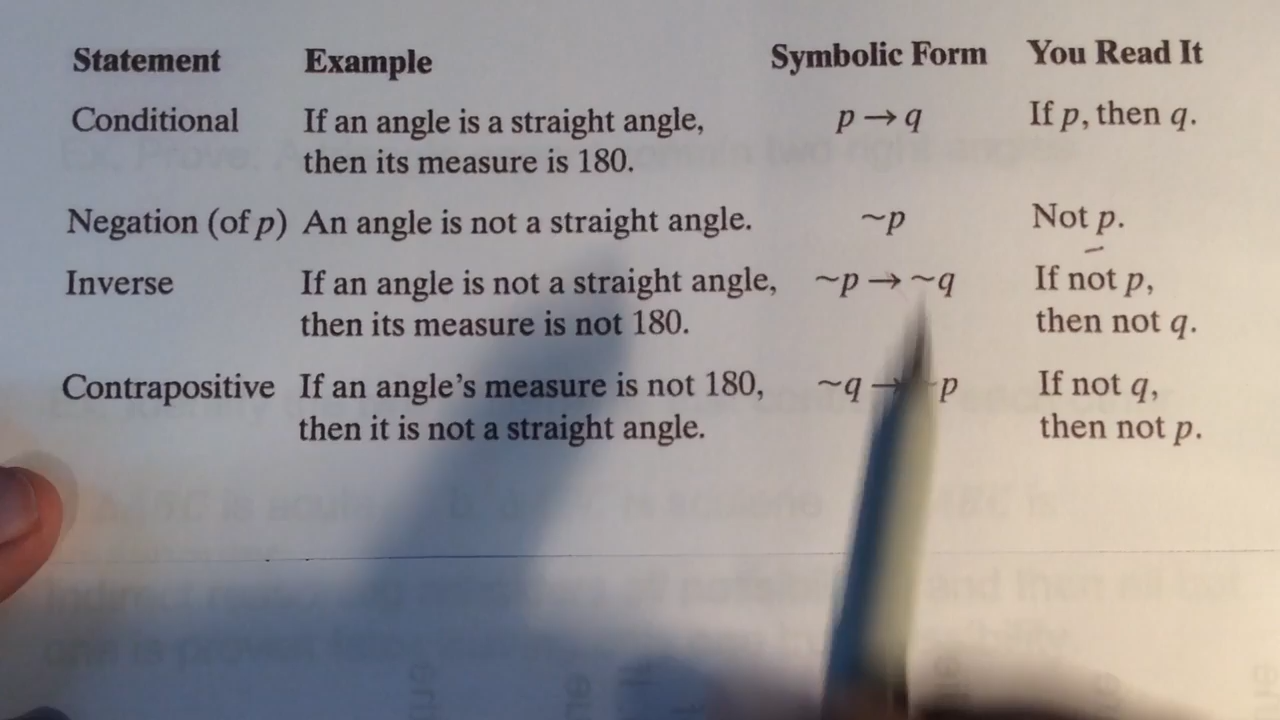 Statement Example Symbolic Form You Read It
Conditional If an angle is a straight angle, p → q If p, then q.
then its measure is 180.
Negation (of p) An angle is not a straight angle. ~p Not p.
Inverse If an angle is not a straight angle, ~p → ~q If not p,
then its measure is not 180. then not q.
Contrapositive If an angle's measure is not 180, ~q → ~p If not q,
then it is not a straight angle. then not p.